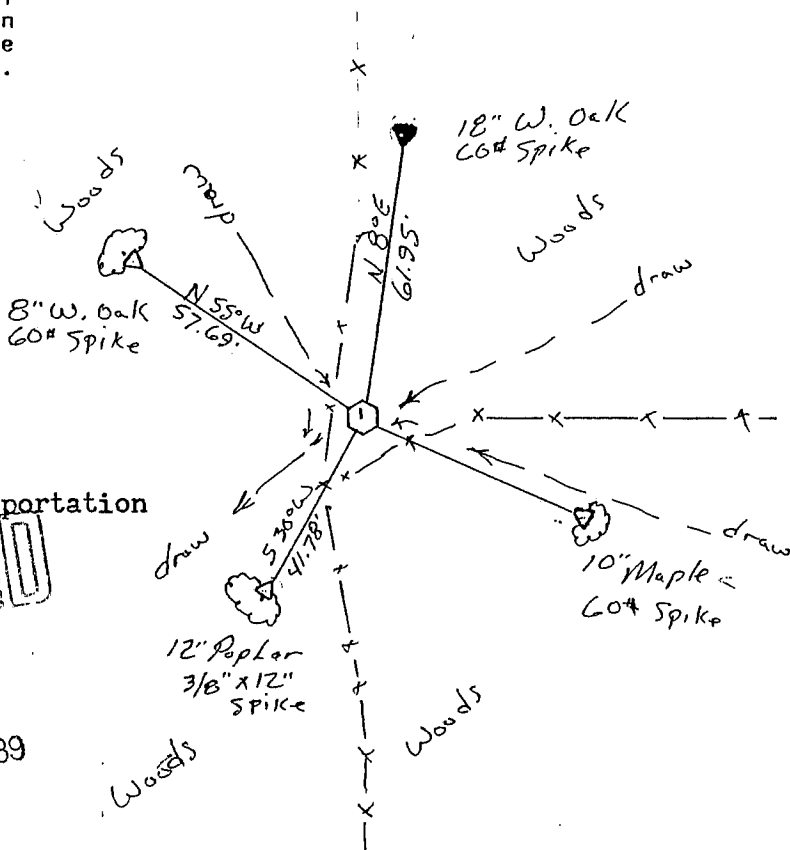 n
e
.
18" W. Oak
60# Spike
Woods
draw
Woods
draw
N 8°E
61.95'
8" W. Oak
60# Spike
N 55°W
57.69'
portation
S 30°W
41.78'
draw
draw
10" Maple
60# Spike
12" Poplar
3/8" x 12"
Spike
Woods
Woods
89